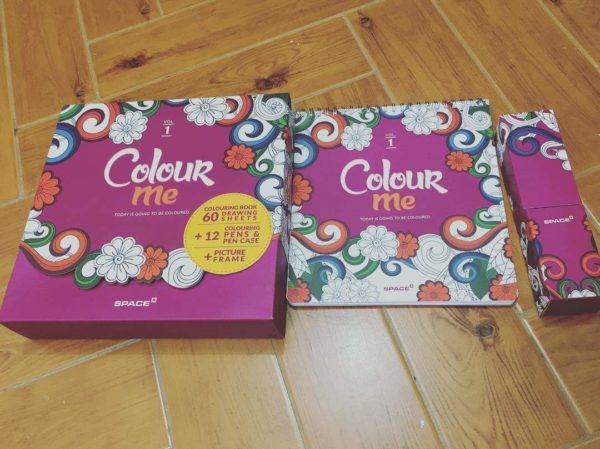 VOL
1
Colour
me
TODAY IS GOING TO BE COLOURED
COLOURING BOOK
60 DRAWING
SHEETS
+ 12 COLOURING
PENS &
PEN CASE
+ PICTURE
FRAME
SPACE+
VOL
1
Colour
me
TODAY IS GOING TO BE COLOURED
SPACE+
SPACE+